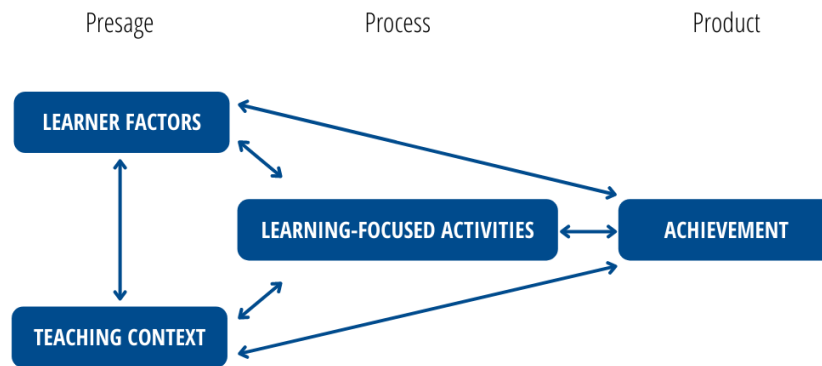 Presage
Process
Product
LEARNER FACTORS
LEARNING-FOCUSED ACTIVITIES
ACHIEVEMENT
TEACHING CONTEXT